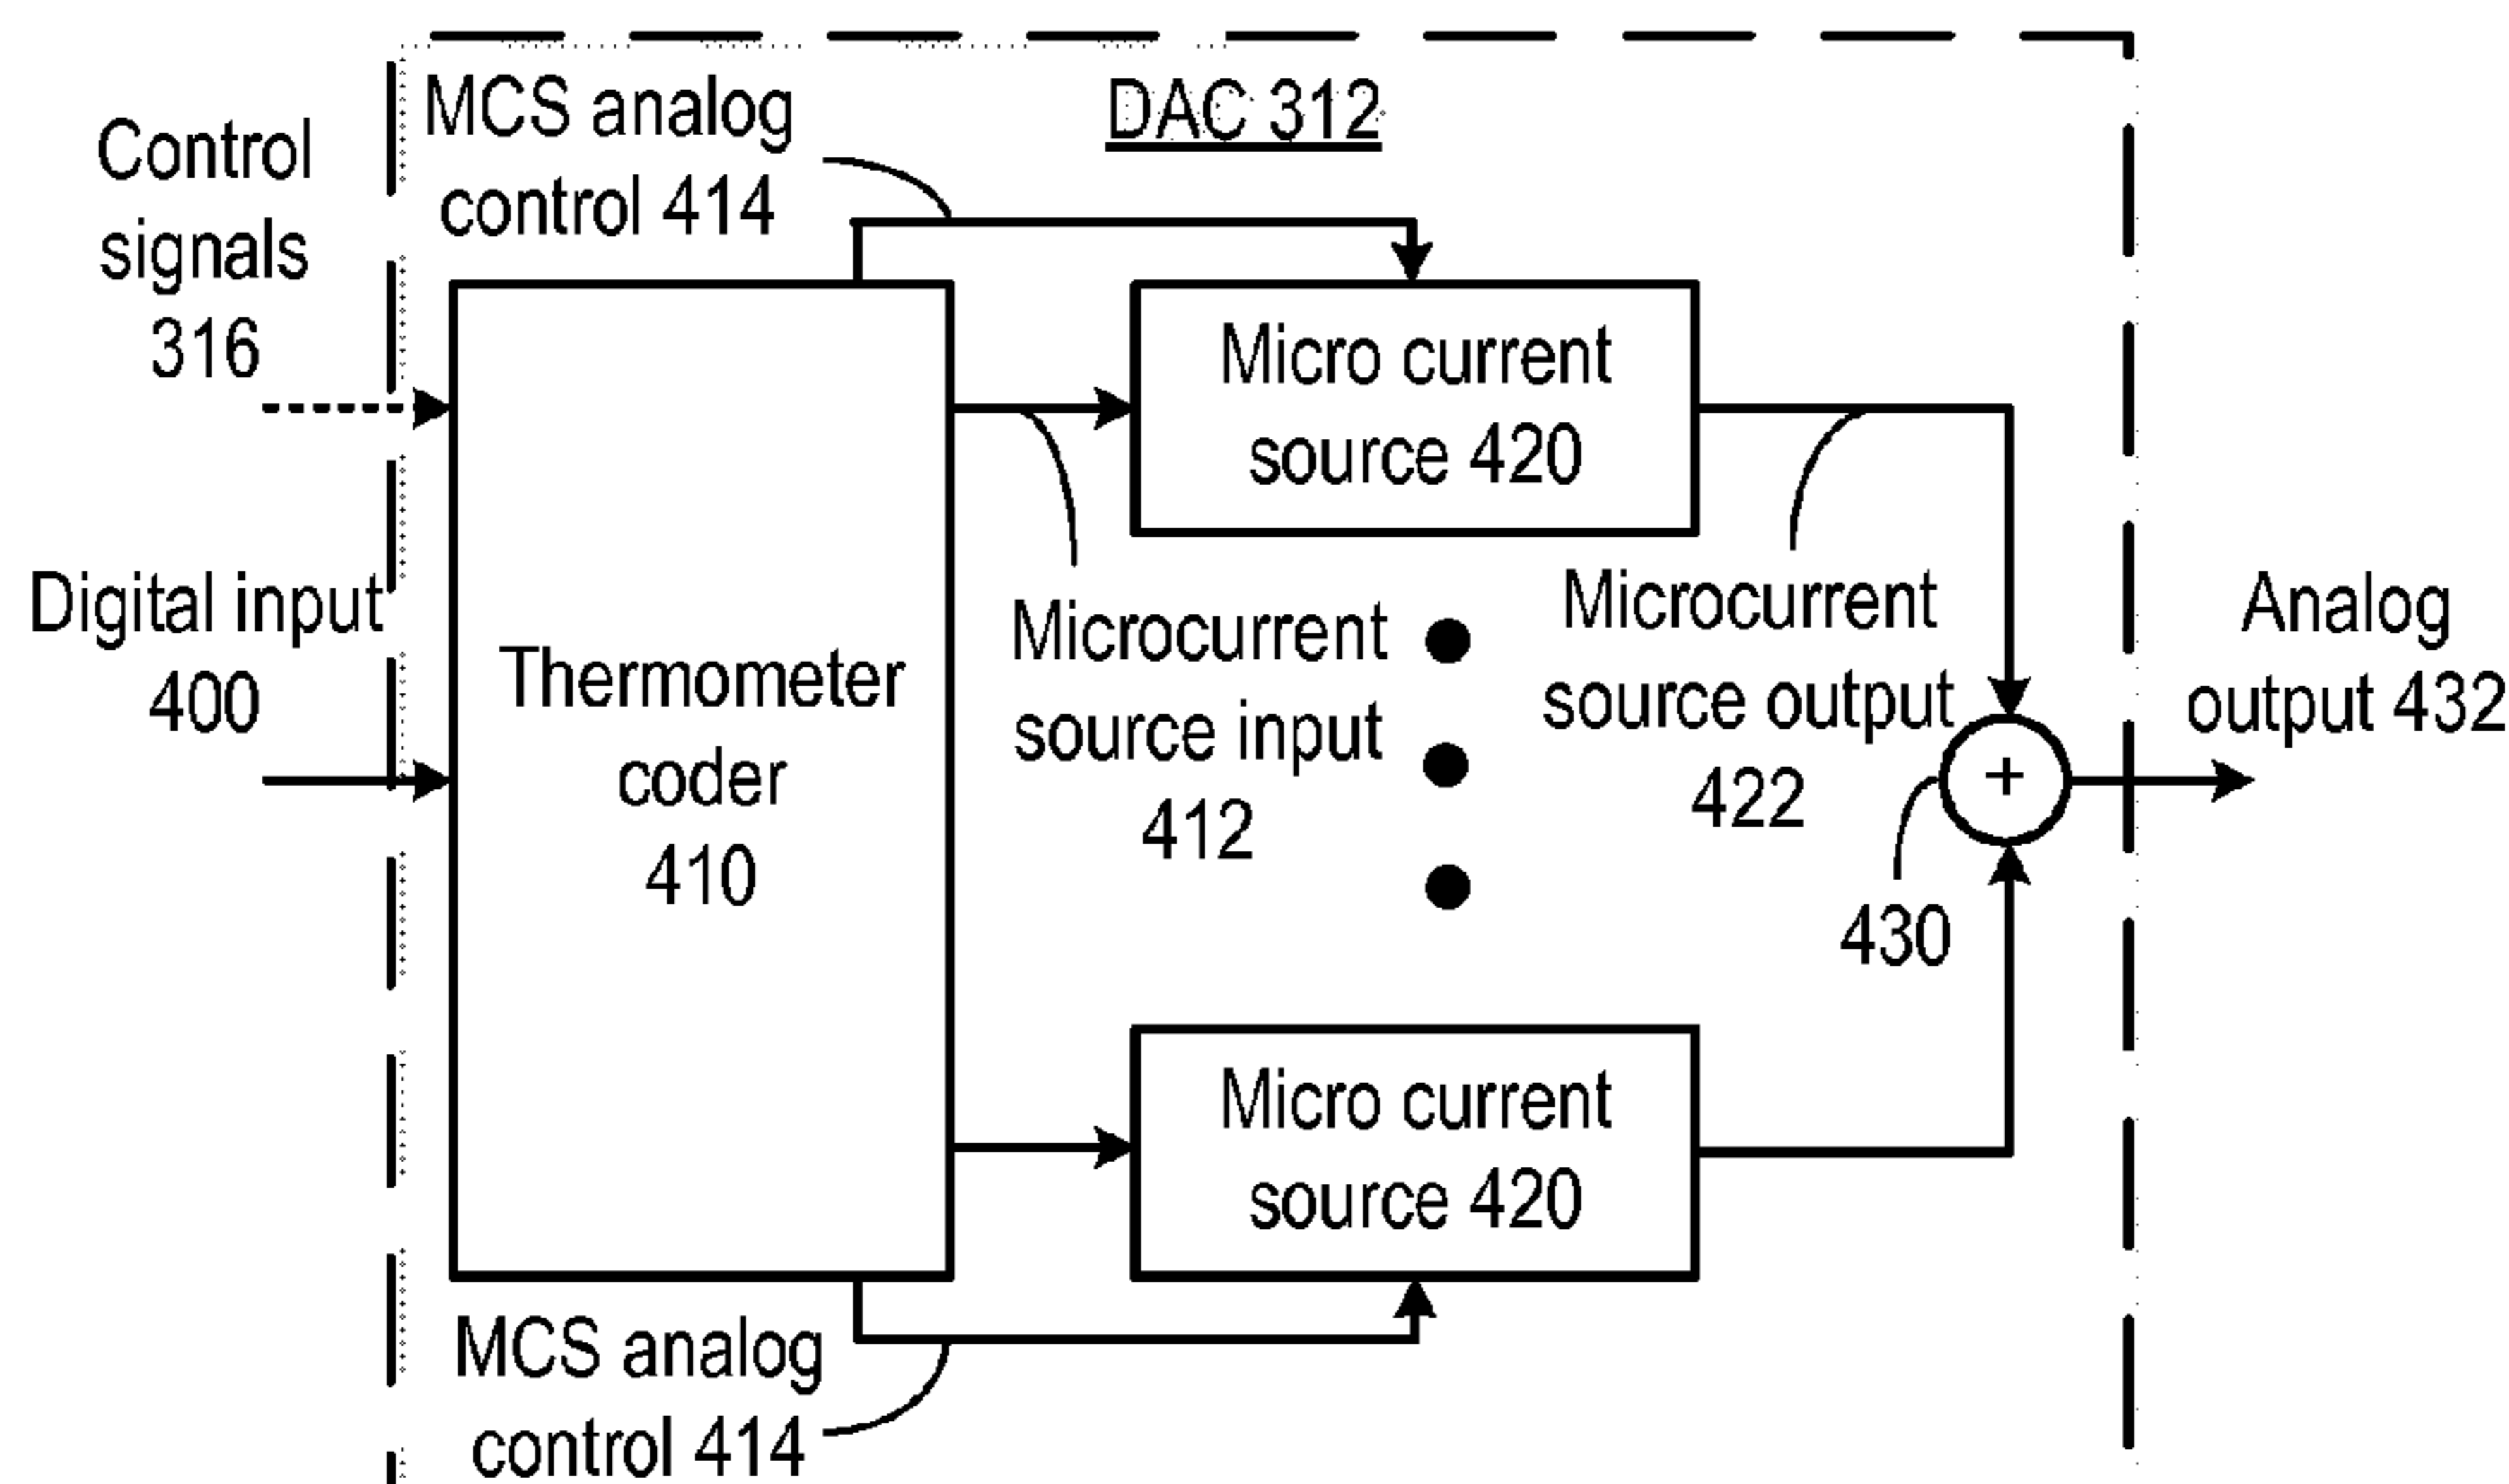 MCS analog
control 414
DAC 312
Control
signals
316
Micro current
source 420
Digital input
400
Thermometer
coder
410
Microcurrent
source input
412
Microcurrent
source output
422
Analog
output 432
+
430
Micro current
source 420
MCS analog
control 414